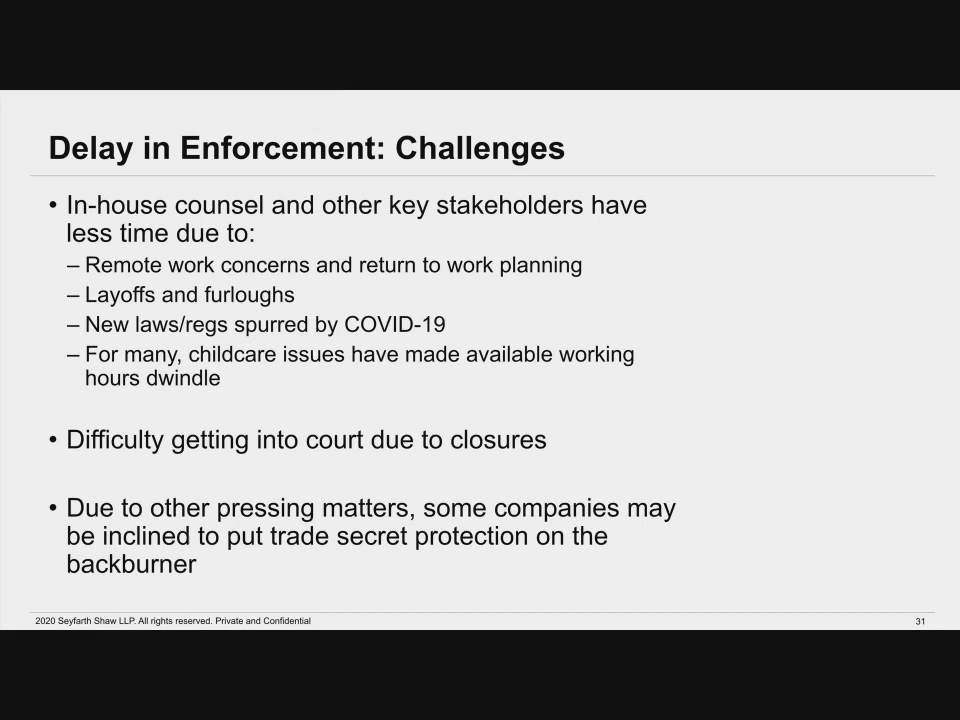 Delay in Enforcement: Challenges
• In-house counsel and other key stakeholders have
less time due to:
– Remote work concerns and return to work planning
– Layoffs and furloughs
– New laws/regs spurred by COVID-19
– For many, childcare issues have made available working
hours dwindle
• Difficulty getting into court due to closures
• Due to other pressing matters, some companies may
be inclined to put trade secret protection on the
backburner
2020 Seyfarth Shaw LLP. All rights reserved. Private and Confidential
31